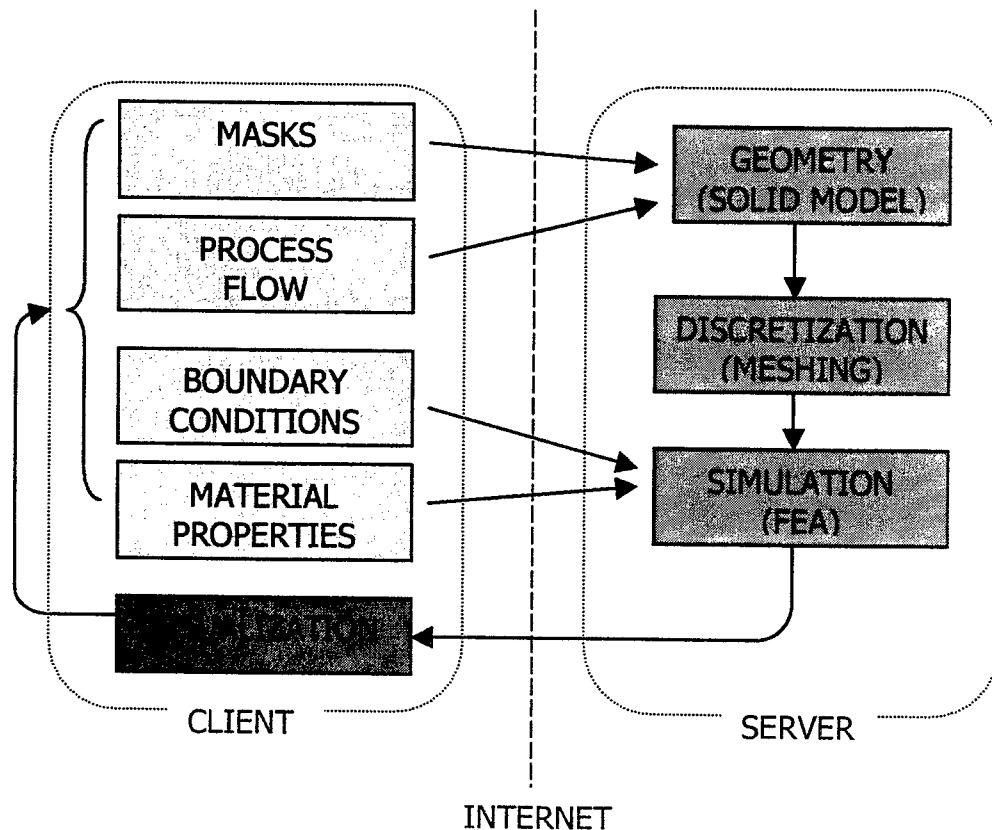 MASKS
PROCESS
FLOW
BOUNDARY
CONDITIONS
MATERIAL
PROPERTIES
CLIENT
GEOMETRY
(SOLID MODEL)
DISCRETIZATION
(MESHING)
SIMULATION
(FEA)
SERVER
INTERNET